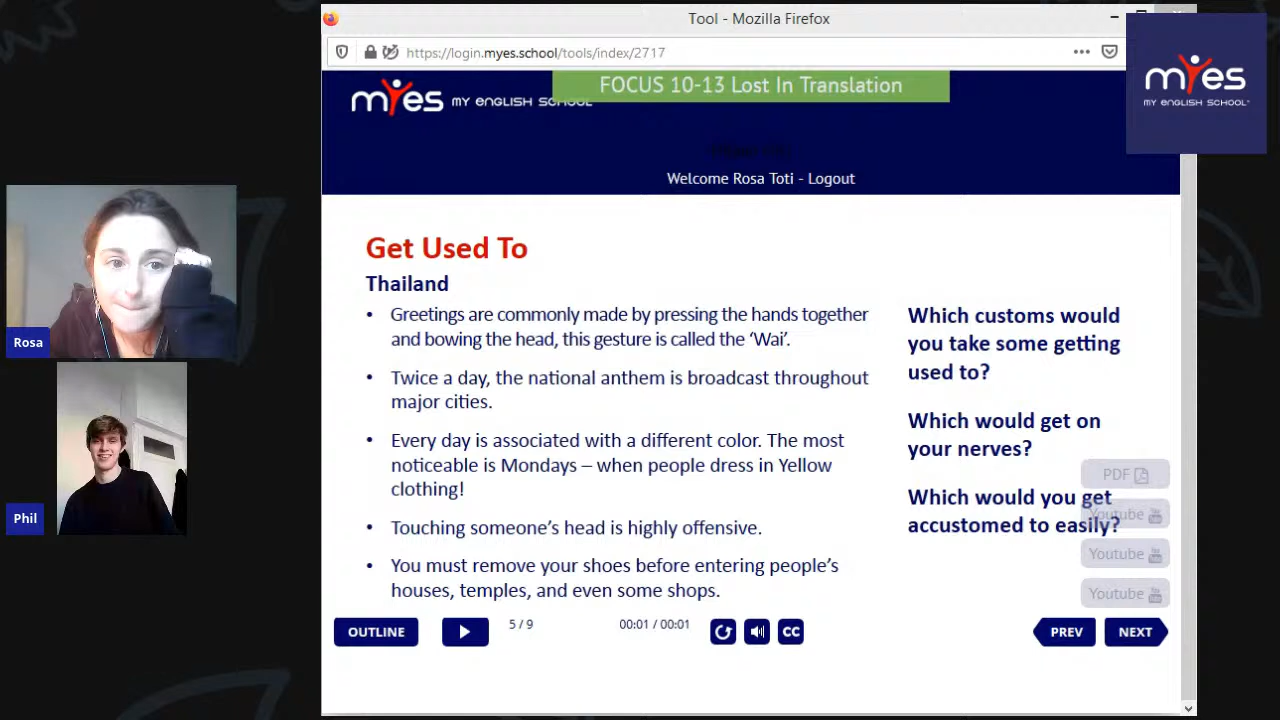 Tool - Mozilla Firefox
https://login.myes.school/tools/index/2717
myes MY ENGLISH SCHOOL
FOCUS 10-13 Lost In Translation
myes
MY ENGLISH SCHOOL
Welcome Rosa Toti - Logout
Get Used To
Thailand
• Greetings are commonly made by pressing the hands together
and bowing the head, this gesture is called the ‘Wai’.
• Twice a day, the national anthem is broadcast throughout
major cities.
• Every day is associated with a different color. The most
noticeable is Mondays – when people dress in Yellow
clothing!
• Touching someone’s head is highly offensive.
• You must remove your shoes before entering people’s
houses, temples, and even some shops.
Which customs would
you take some getting
used to?
Which would get on
your nerves?
Which would you get
accustomed to easily?
PDF
Youtube
Youtube
Youtube
Rosa
Phil
OUTLINE
5 / 9
00:01 / 00:01
CC
PREV
NEXT